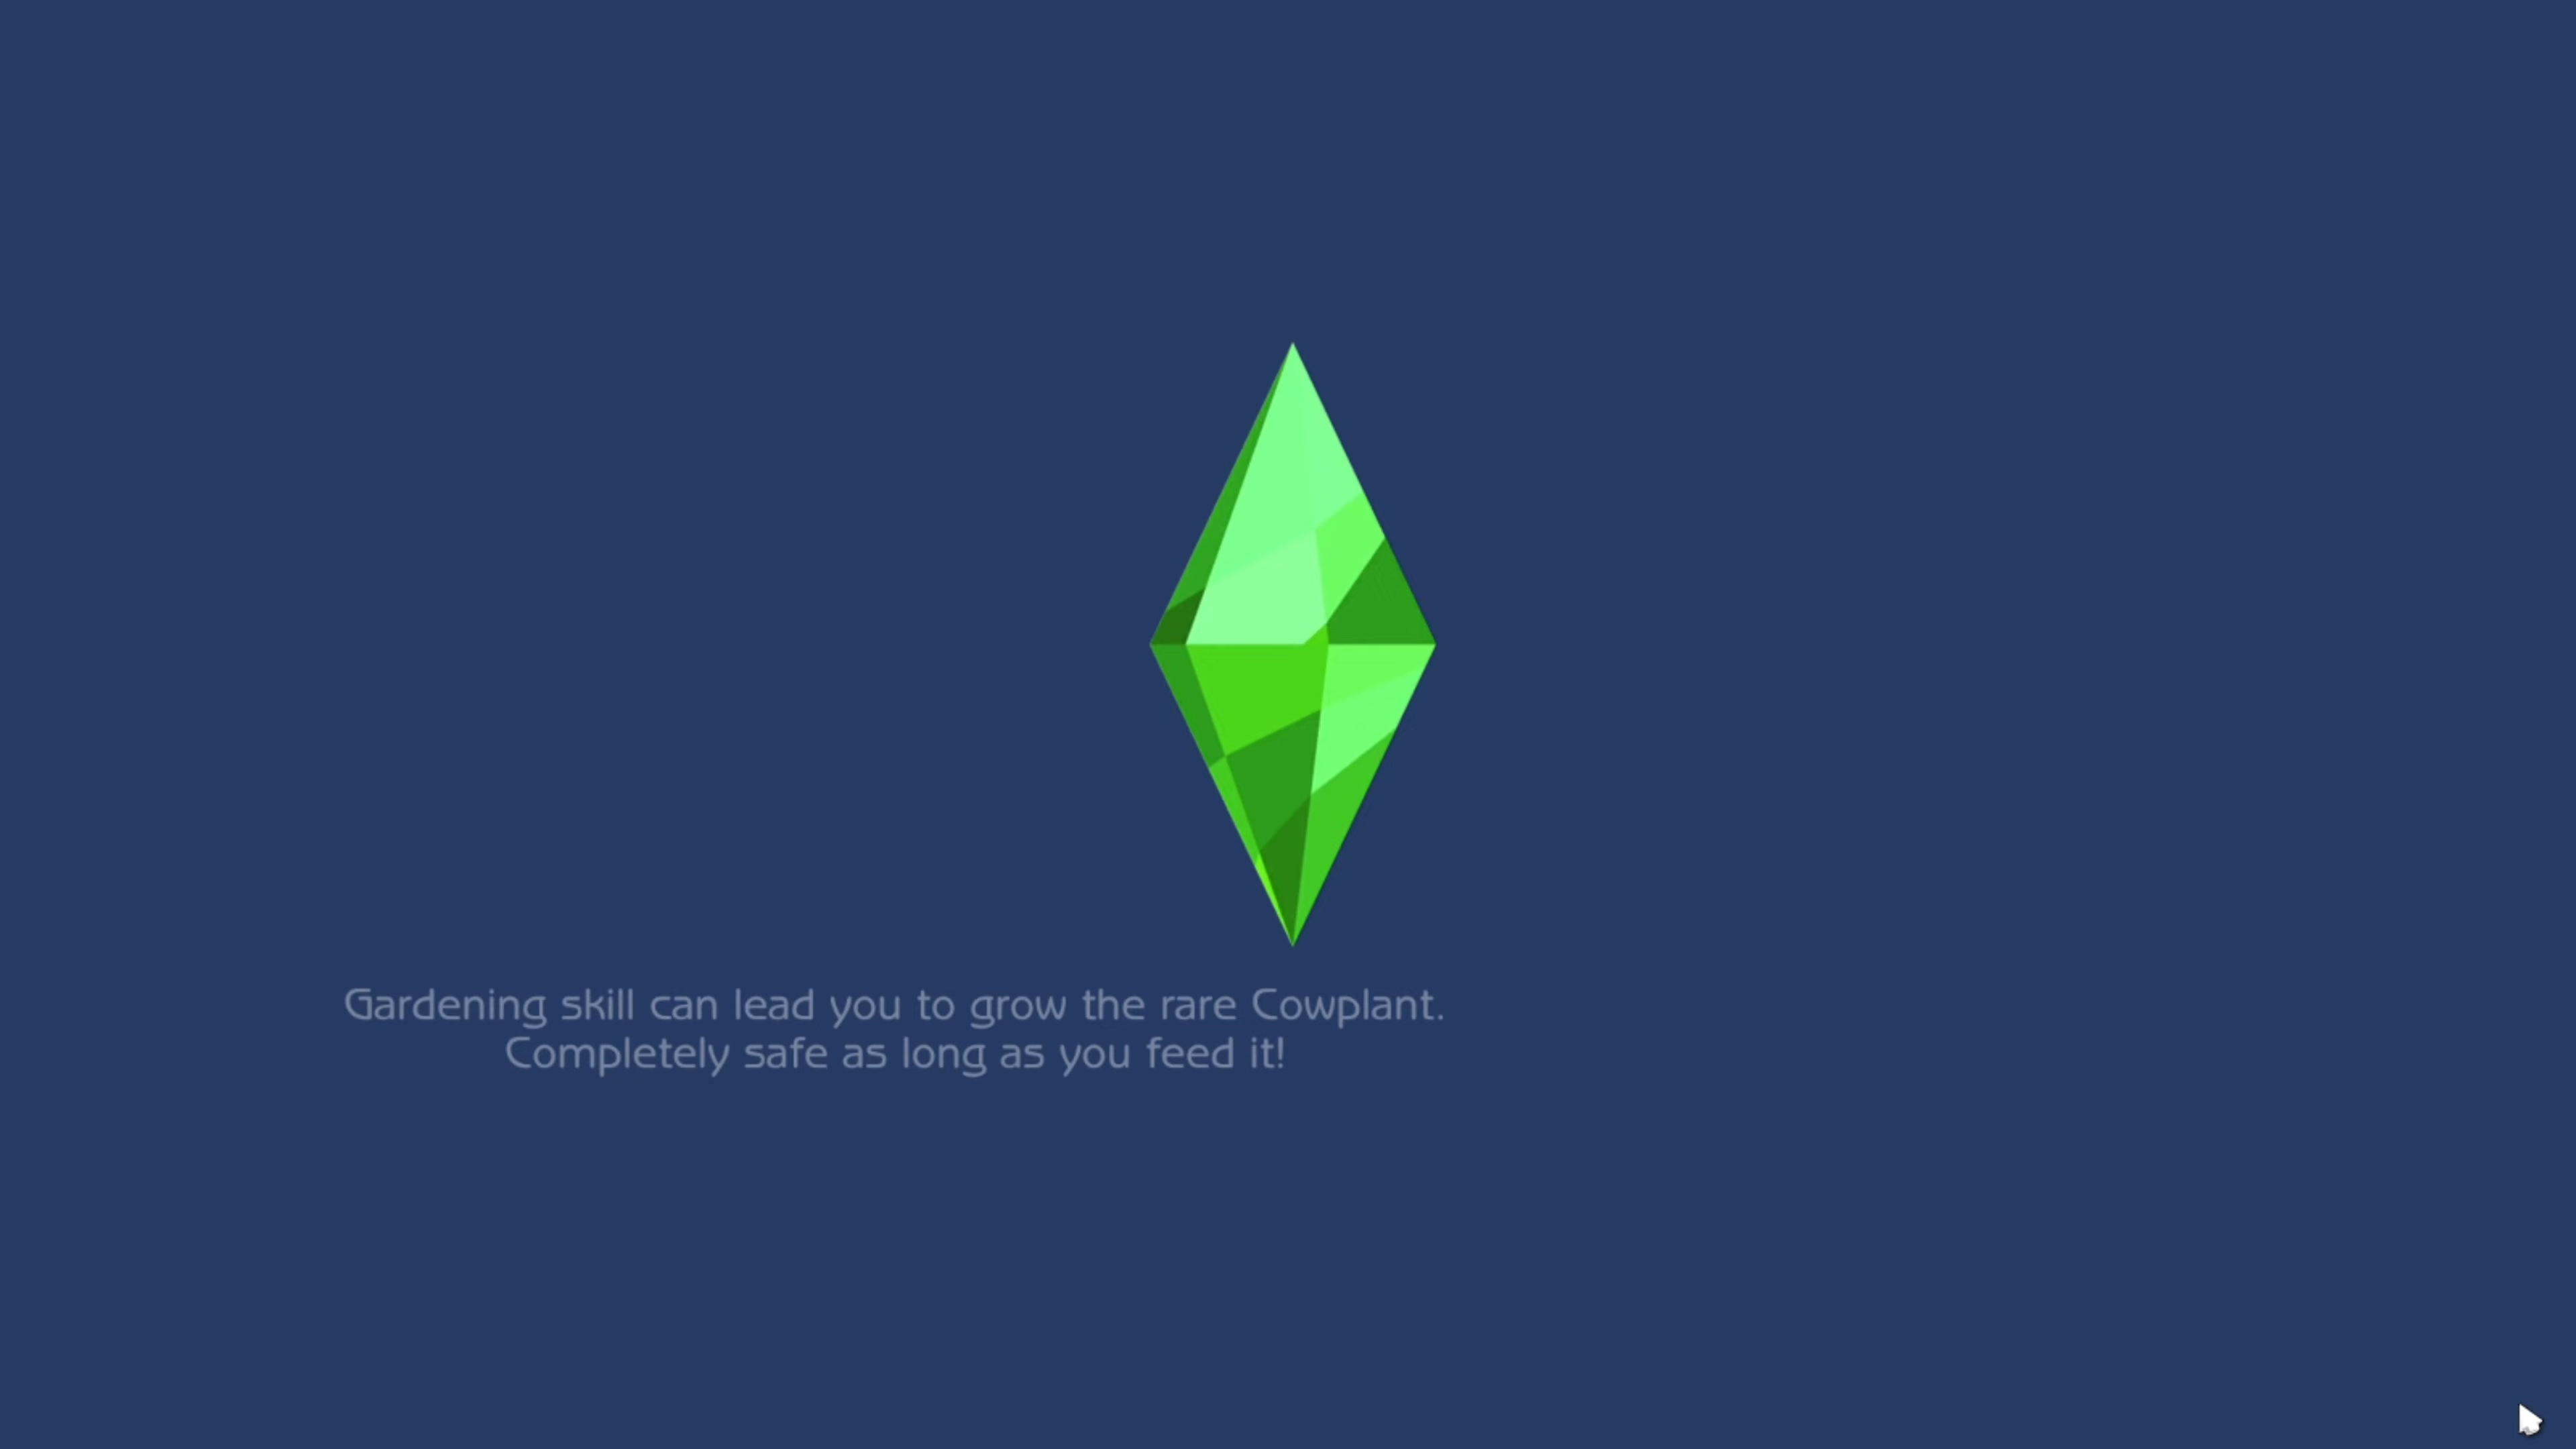 Gardening skill can lead you to grow the rare Cowplant.
Completely safe as long as you feed it!